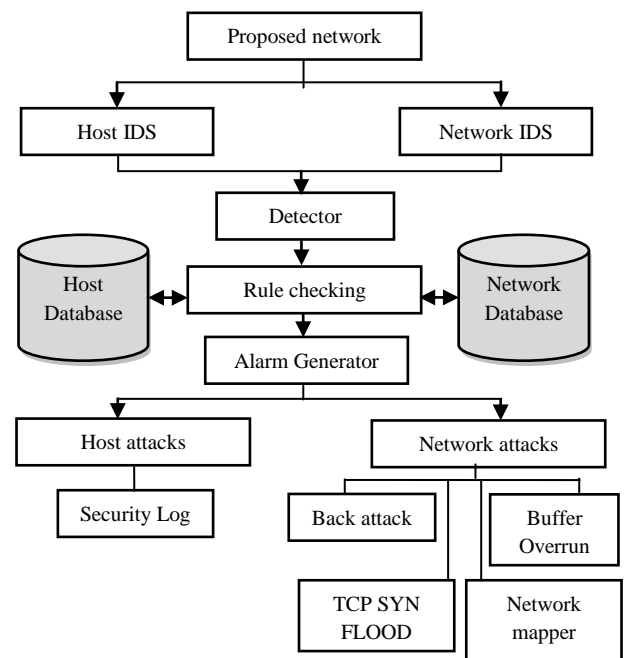 Proposed network
Host IDS
Network IDS
Detector
Host
Database
Rule checking
Network
Database
Alarm Generator
Host attacks
Network attacks
Security Log
Back attack
Buffer
Overrun
TCP SYN
FLOOD
Network
mapper